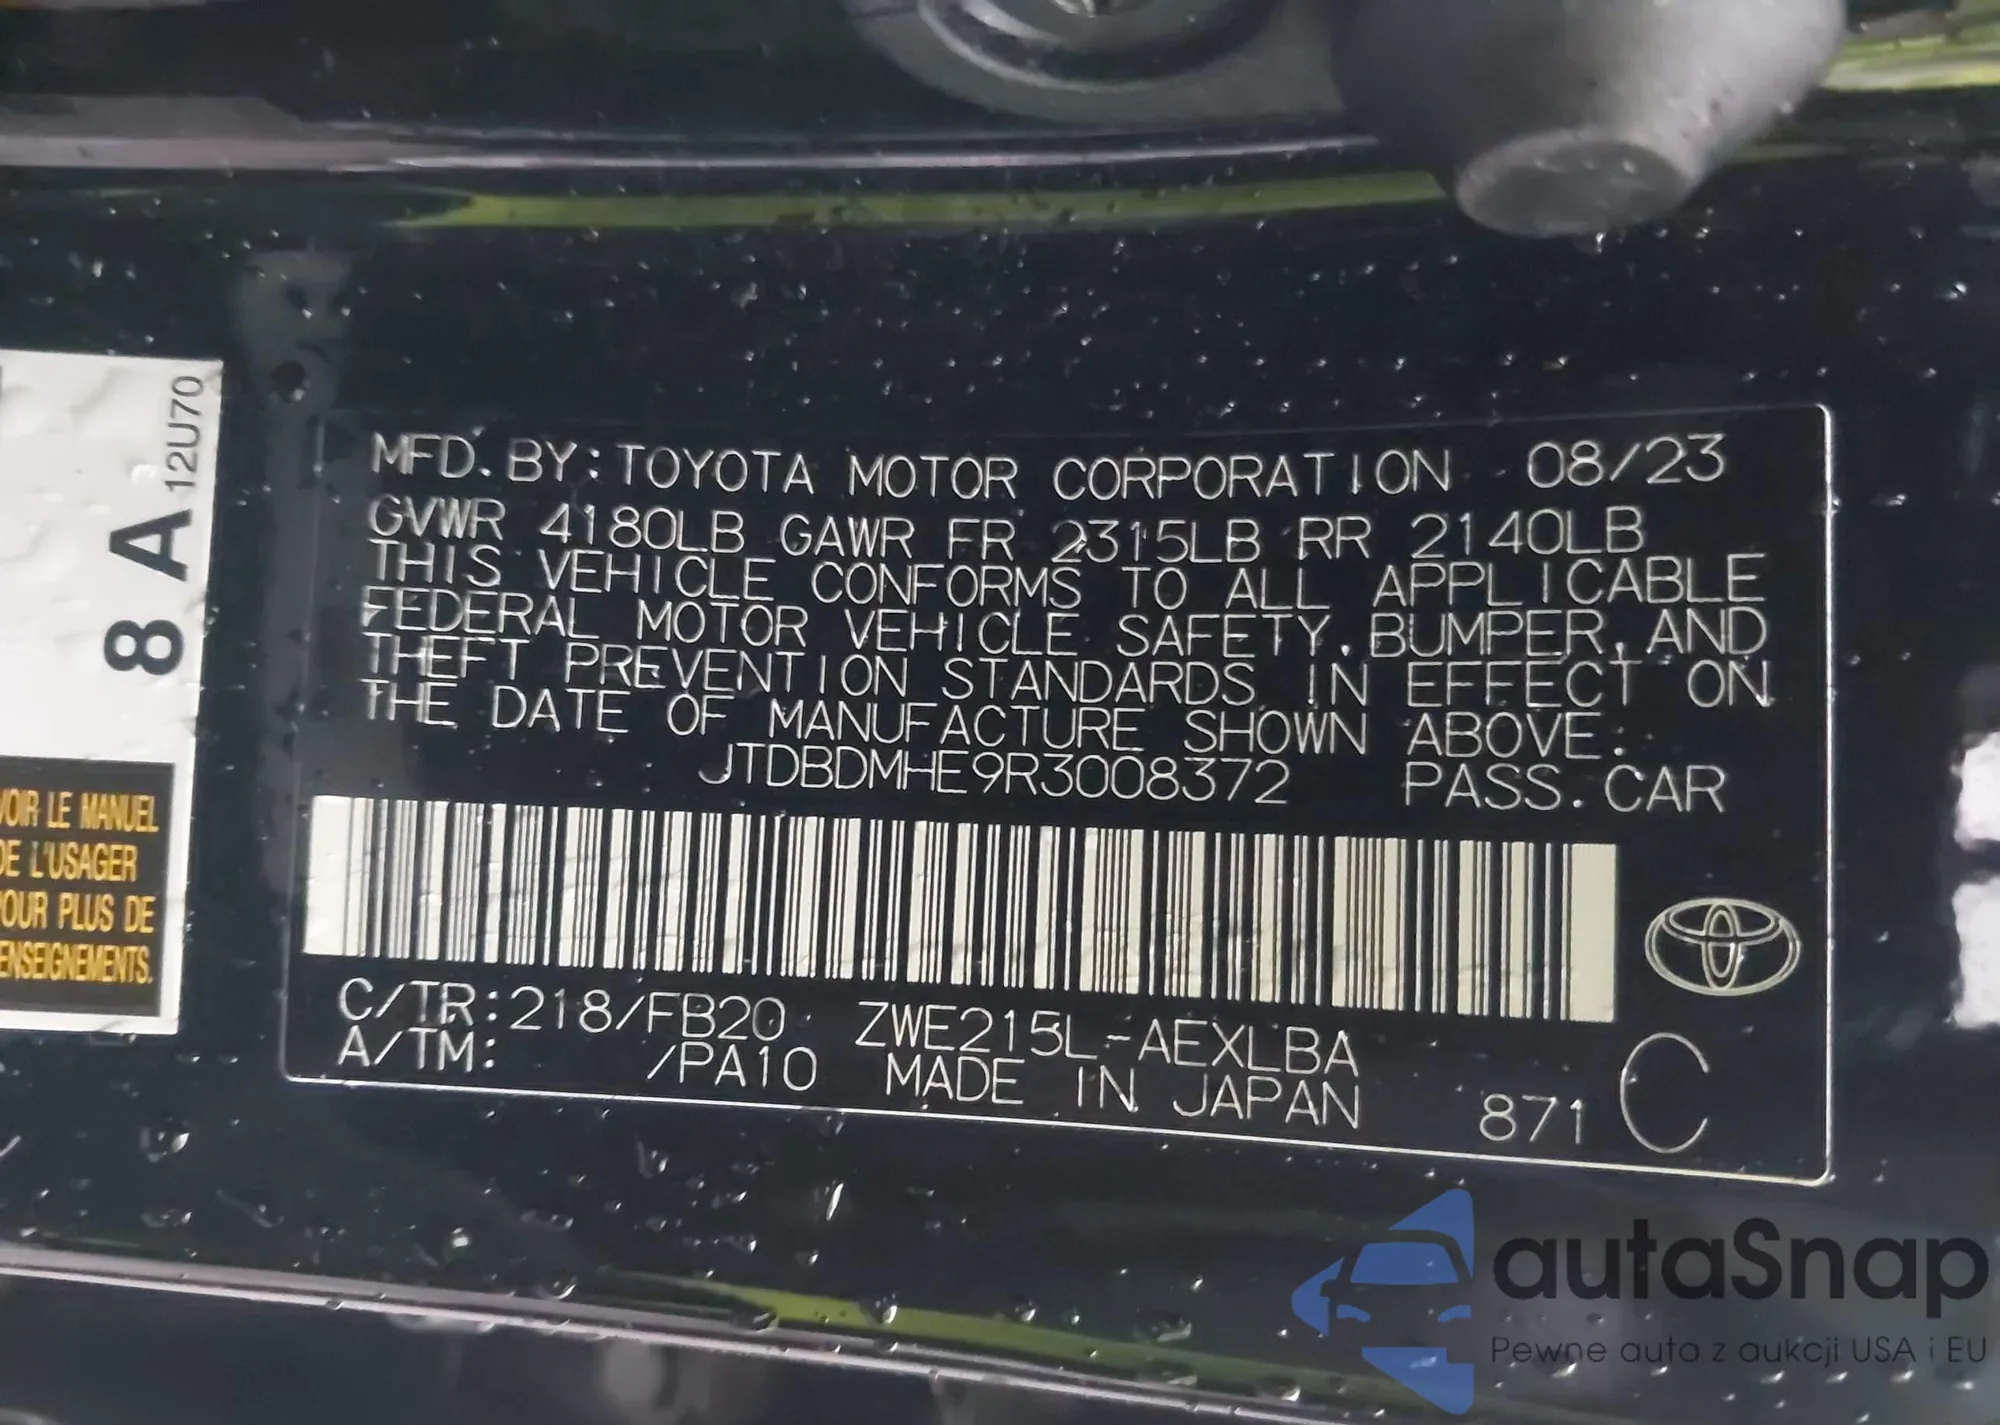 12U70
8 A
VOIR LE MANUEL
DE L'USAGER
POUR PLUS DE
RENSEIGNEMENTS.
MFD. BY: TOYOTA MOTOR CORPORATION 08/23
GVWR 4180LB GAWR FR 2315LB RR 2140LB
THIS VEHICLE CONFORMS TO ALL APPLICABLE
FEDERAL MOTOR VEHICLE SAFETY, BUMPER, AND
THEFT PREVENTION STANDARDS IN EFFECT ON
THE DATE OF MANUFACTURE SHOWN ABOVE.
JTDBDMHE9R3008372 PASS. CAR
C/TR: 218/FB20 ZWE215L-AEXLBA
A/TM: /PA10 MADE IN JAPAN 871 C
autaSnap
Pewne auta z aukcji USA i EU